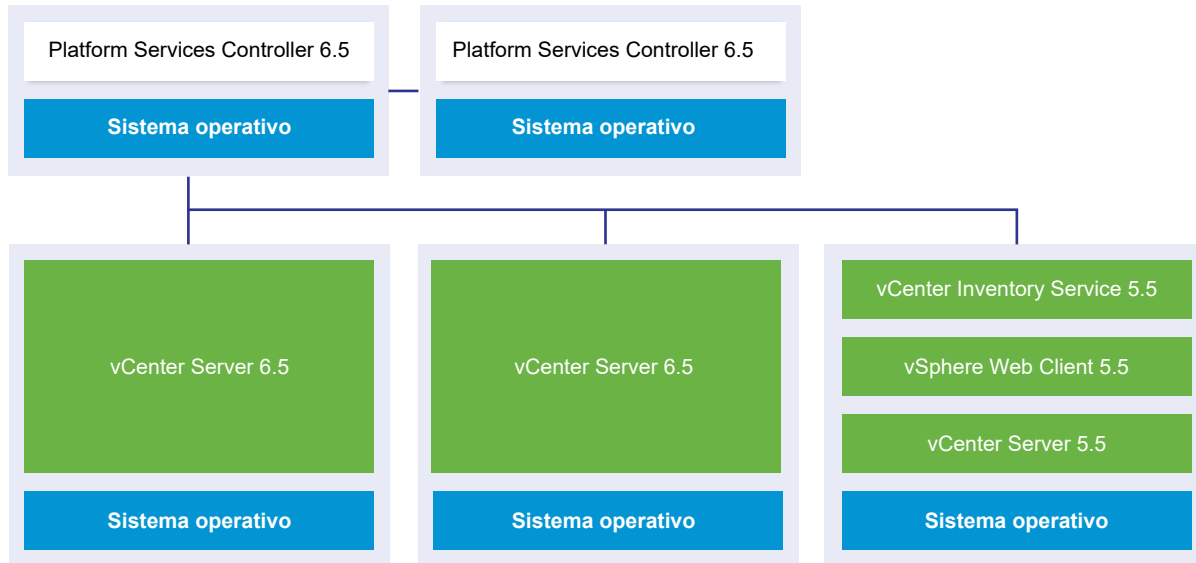 Platform Services Controller 6.5
Platform Services Controller 6.5
Sistema operativo
Sistema operativo
vCenter Server 6.5
vCenter Server 6.5
vCenter Inventory Service 5.5
vSphere Web Client 5.5
vCenter Server 5.5
Sistema operativo
Sistema operativo
Sistema operativo